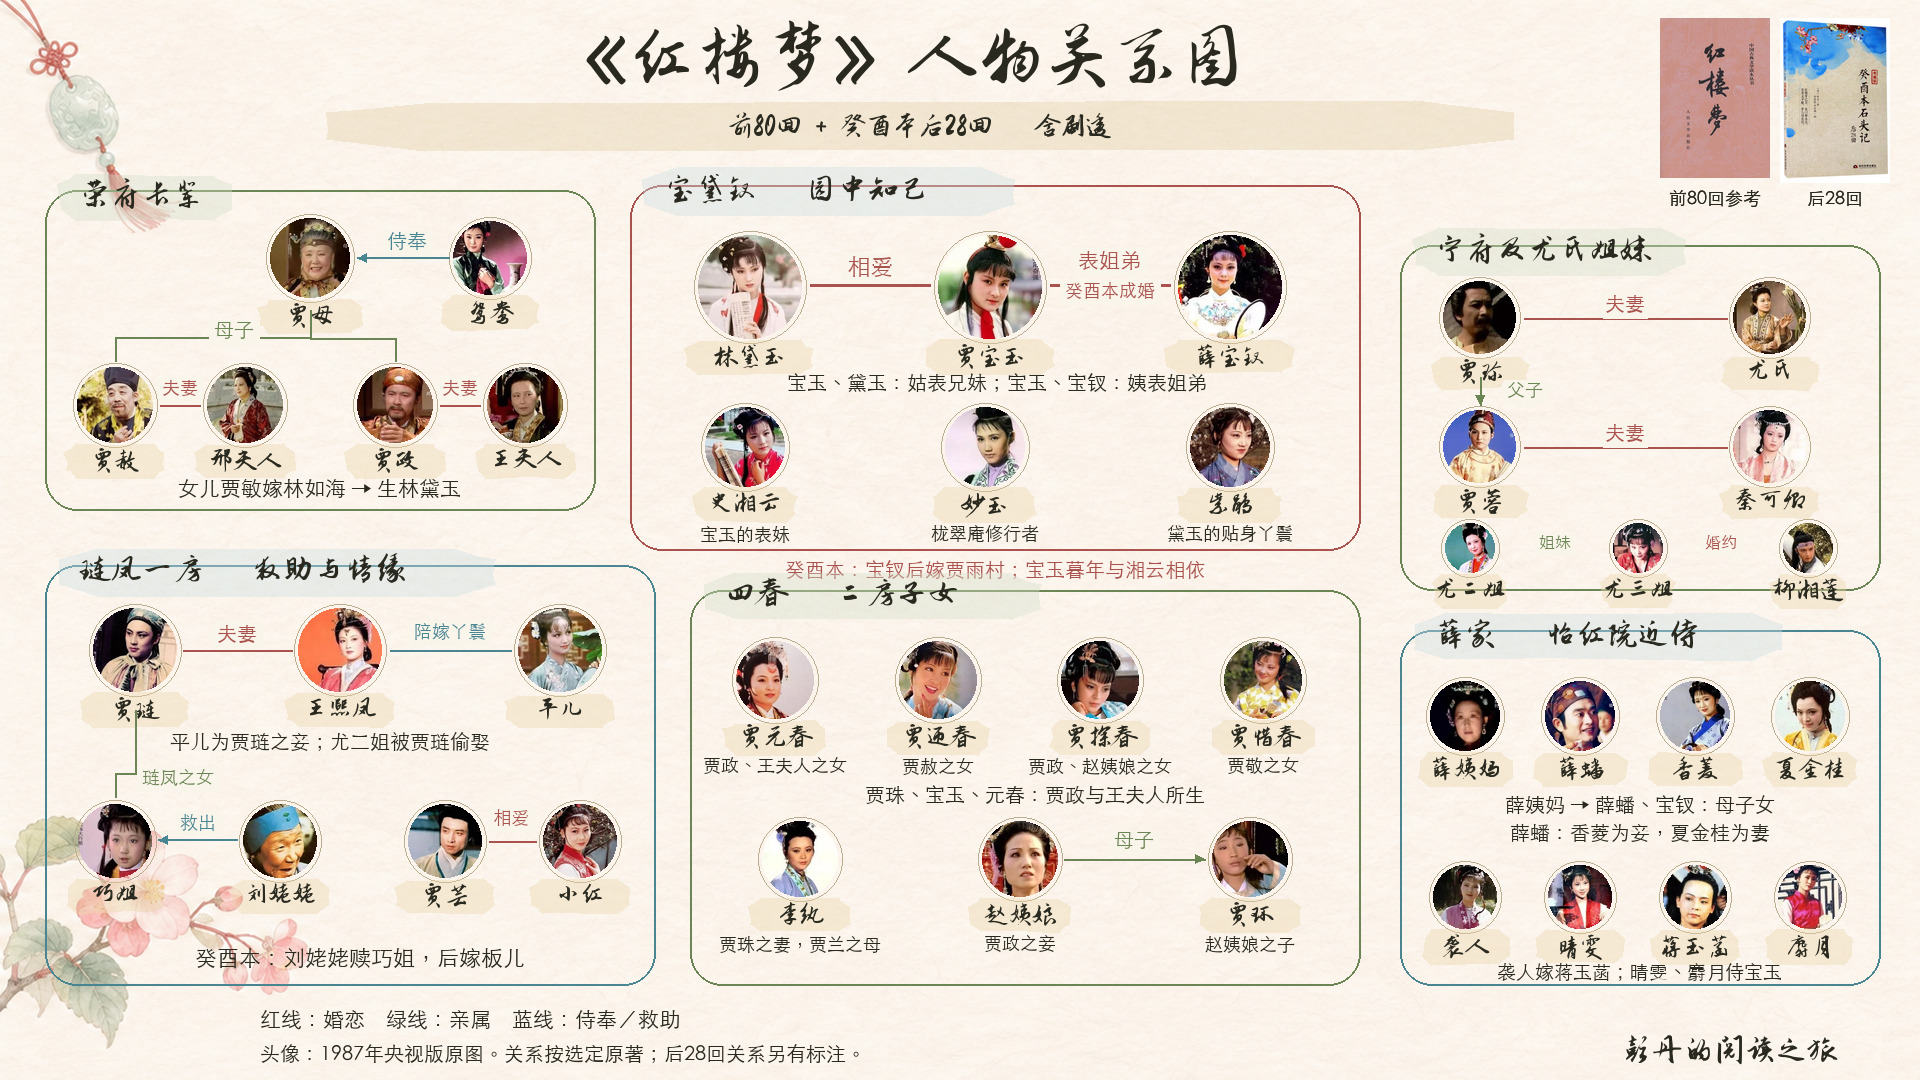 《红楼梦》人物关系图
前80回 + 癸酉本后28回 含剧透
红楼梦
癸酉本石头记
后28回
前80回参考
后28回
荣府长辈
贾母
侍奉
鸳鸯
母子
贾赦
夫妻
邢夫人
贾政
夫妻
王夫人
女儿贾敏嫁林如海 → 生林黛玉
宝黛钗 园中知己
林黛玉
相爱
贾宝玉
表姐弟
癸酉本成婚
薛宝钗
宝玉、黛玉：姑表兄妹；宝玉、宝钗：姨表姐弟
史湘云
妙玉
紫鹃
宝玉的表妹
栊翠庵修行者
黛玉的贴身丫鬟
癸酉本：宝钗后嫁贾雨村；宝玉暮年与湘云相依
宁府及尤氏姐妹
贾珍
夫妻
尤氏
父子
贾蓉
夫妻
秦可卿
尤二姐
姐妹
尤三姐
婚约
柳湘莲
琏凤一房 救助与情缘
贾琏
夫妻
王熙凤
陪嫁丫鬟
平儿
平儿为贾琏之妾；尤二姐被贾琏偷娶
琏凤之女
巧姐
救出
刘姥姥
贾芸
相爱
小红
癸酉本：刘姥姥赎巧姐，后嫁板儿
四春 二房子女
贾元春
贾迎春
贾探春
贾惜春
贾政、王夫人之女
贾赦之女
贾政、赵姨娘之女
贾敬之女
贾珠、宝玉、元春：贾政与王夫人所生
李纨
赵姨娘
母子
贾环
贾珠之妻，贾兰之母
贾政之妾
赵姨娘之子
薛家 怡红院近侍
薛姨妈
薛蟠
香菱
夏金桂
薛姨妈 → 薛蟠、宝钗：母子女
薛蟠：香菱为妾，夏金桂为妻
袭人
晴雯
蒋玉菡
麝月
袭人嫁蒋玉菡；晴雯、麝月侍宝玉
红线：婚恋 绿线：亲属 蓝线：侍奉／救助
头像：1987年央视版原图。关系按选定原著；后28回关系另有标注。
彭丹的阅读之旅